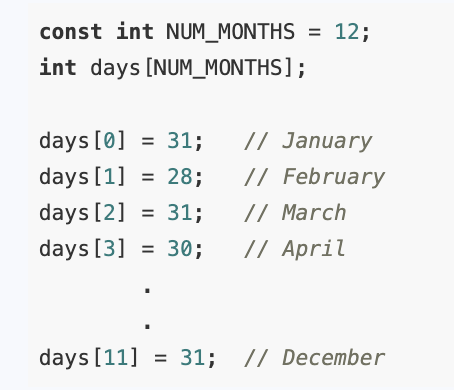 const int NUM_MONTHS = 12;
int days[NUM_MONTHS];
days[0] = 31;   // January
days[1] = 28;   // February
days[2] = 31;   // March
days[3] = 30;   // April
.
.
days[11] = 31;  // December